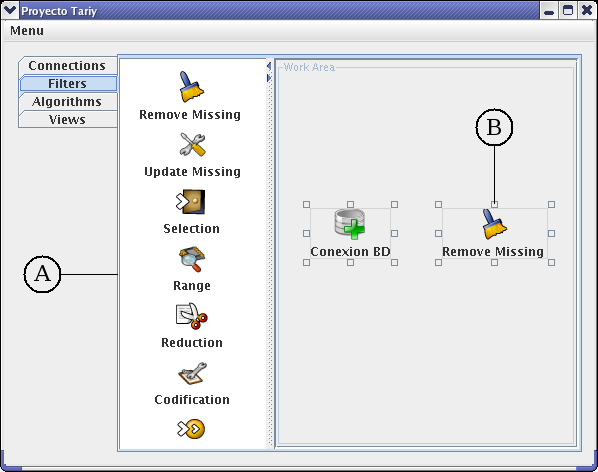 Proyecto Tariy
Menu
Connections
Filters
Algorithms
Views
Remove Missing
Update Missing
Selection
Range
Reduction
Codification
Work Area
Conexion BD
Remove Missing
A
B